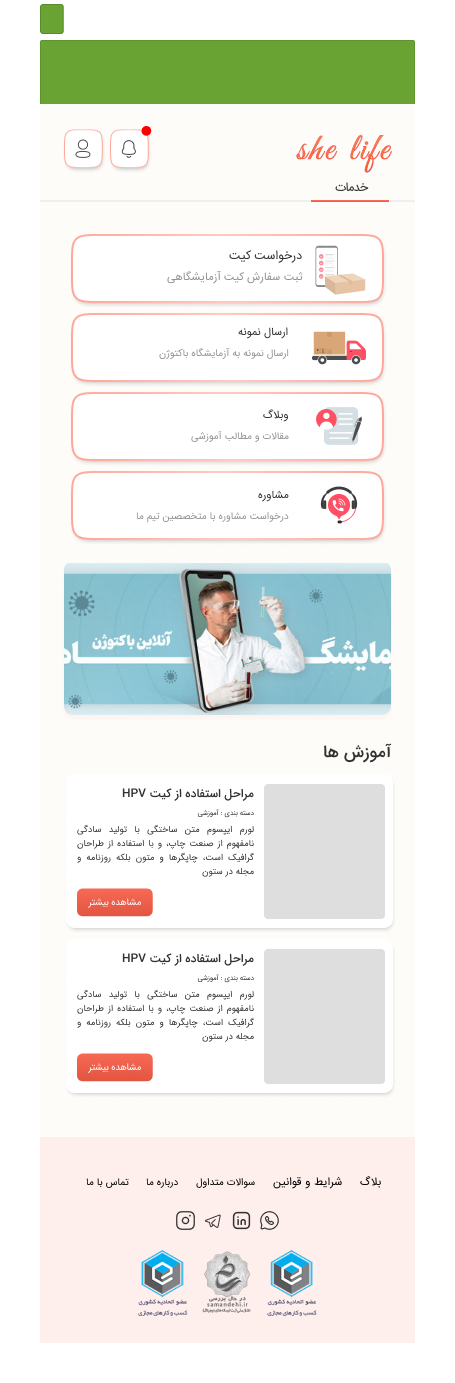 she life
خدمات
درخواست کیت
ثبت سفارش کیت آزمایشگاهی
ارسال نمونه
ارسال نمونه به آزمایشگاه باکتوژن
وبلاگ
مقالات و مطالب آموزشی
مشاوره
درخواست مشاوره با متخصصین تیم ما
مایشگاه
آنلاین باکتوژن
آموزش ها
مراحل استفاده از کیت HPV
دسته بندی : آموزشی
لورم ایپسوم متن ساختگی با تولید سادگی
نامفهوم از صنعت چاپ، و با استفاده از طراحان
گرافیک است، چاپگرها و متون بلکه روزنامه و
مجله در ستون
مشاهده بیشتر
مراحل استفاده از کیت HPV
دسته بندی : آموزشی
لورم ایپسوم متن ساختگی با تولید سادگی
نامفهوم از صنعت چاپ، و با استفاده از طراحان
گرافیک است، چاپگرها و متون بلکه روزنامه و
مجله در ستون
مشاهده بیشتر
بلاگ شرایط و قوانین سوالات متداول درباره ما تماس با ما
عضو اتحادیه کشوری
کسب و کارهای مجازی
در حال بررسی
samandehi.ir
عضو اتحادیه کشوری
کسب و کارهای مجازی